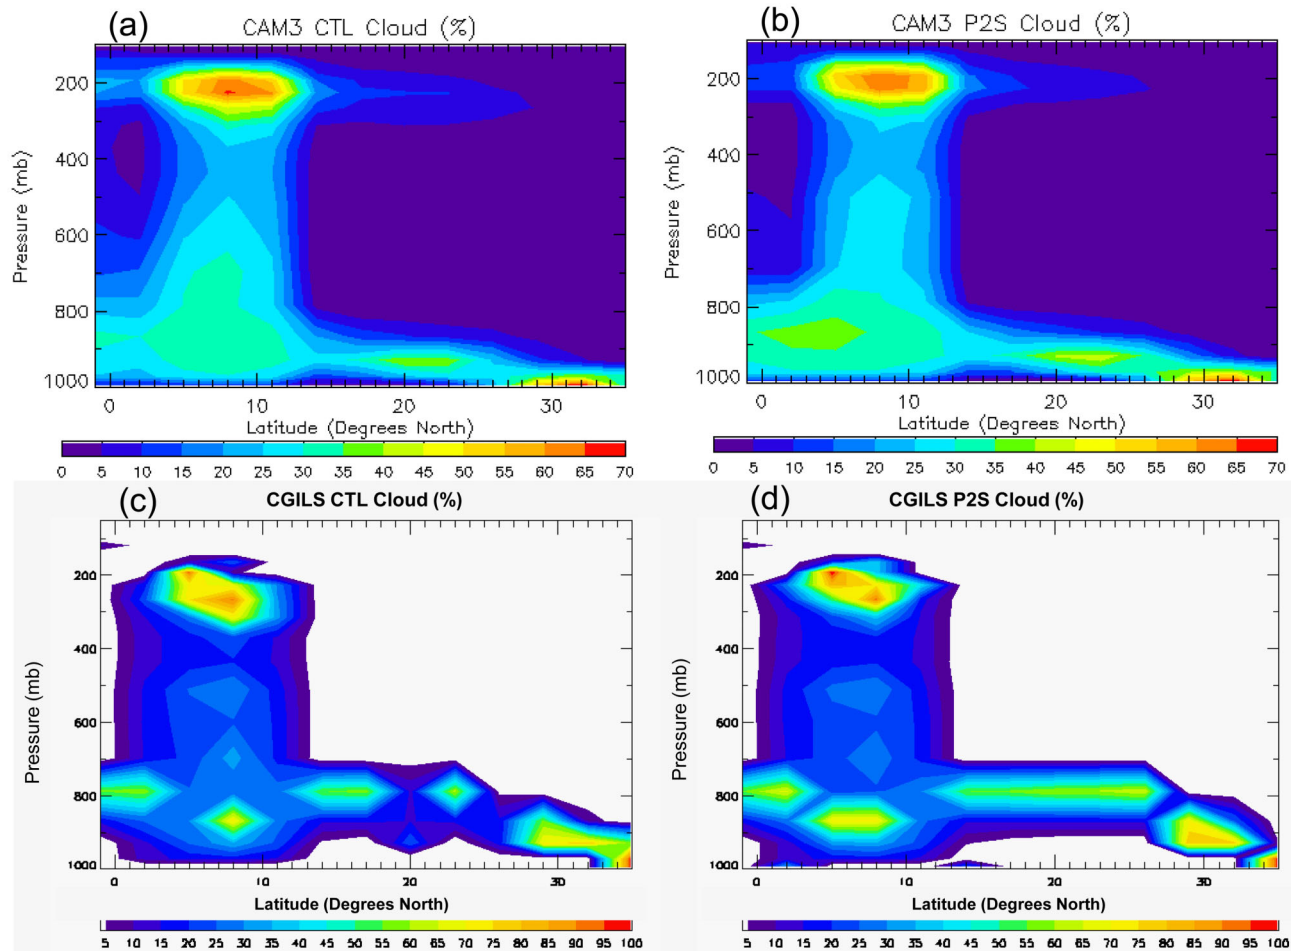 (a)
CAM3 CTL Cloud (%)
(b)
CAM3 P2S Cloud (%)
Pressure (mb)
200
400
600
800
1000
0
10
20
30
Latitude (Degrees North)
0 5 10 15 20 25 30 35 40 45 50 55 60 65 70
Pressure (mb)
200
400
600
800
1000
0
10
20
30
Latitude (Degrees North)
0 5 10 15 20 25 30 35 40 45 50 55 60 65 70
(c)
CGILS CTL Cloud (%)
(d)
CGILS P2S Cloud (%)
Pressure (mb)
200
400
600
800
1000
0
10
20
30
Latitude (Degrees North)
5 10 15 20 25 30 35 40 45 50 55 60 65 70 75 80 85 90 95 100
Pressure (mb)
200
400
600
800
1000
0
10
20
30
Latitude (Degrees North)
5 10 15 20 25 30 35 40 45 50 55 60 65 70 75 80 85 90 95 100